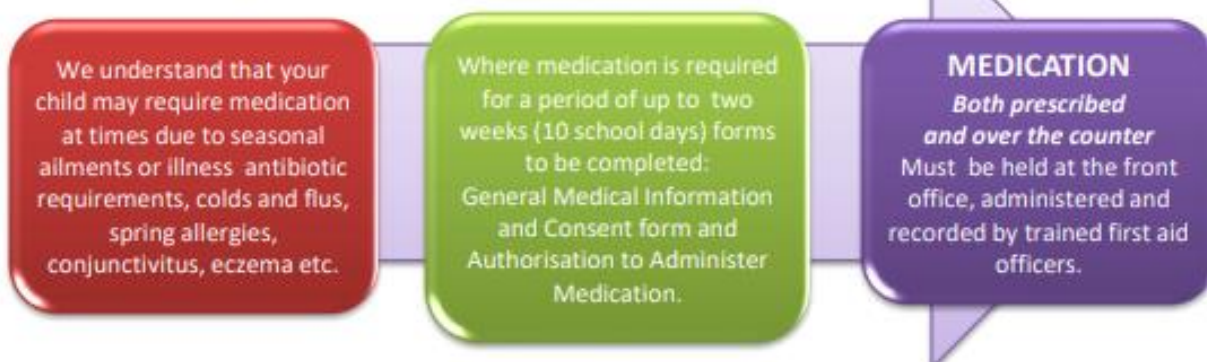 We understand that your
child may require medication
at times due to seasonal
ailments or illness antibiotic
requirements, colds and flus,
spring allergies,
conjunctivitus, eczema etc.
Where medication is required
for a period of up to two
weeks (10 school days) forms
to be completed:
General Medical Information
and Consent form and
Authorisation to Administer
Medication.
MEDICATION
Both prescribed
and over the counter
Must be held at the front
office, administered and
recorded by trained first aid
officers.